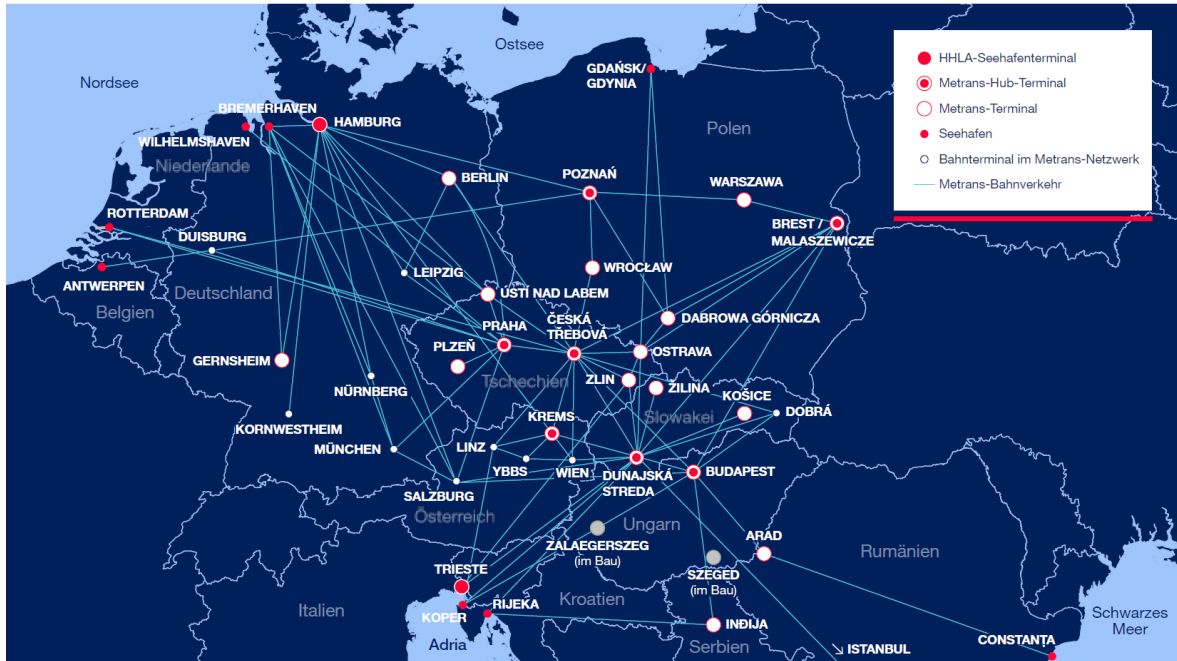 Ostsee
Nordsee
GDAŃSK/
GDYNIA
BREMERHAVEN
HAMBURG
WILHELMSHAVEN
Niederlande
Polen
BERLIN
POZNAŃ
WARSZAWA
ROTTERDAM
DUISBURG
BREST /
MALASZEWICZE
ANTWERPEN
Belgien
Deutschland
LEIPZIG
WROCŁAW
ÚSTÍ NAD LABEM
PRAHA
ČESKÁ
TŘEBOVÁ
DABROWA GÓRNICZA
PLZEŇ
OSTRAVA
GERNSHEIM
Tschechien
ZLIN
ŽILINA
NÜRNBERG
KOŠICE
Slowakei
DOBRÁ
KORNWESTHEIM
KREMS
MÜNCHEN
LINZ
YBBS
WIEN
DUNAJSKÁ
STREDA
BUDAPEST
SALZBURG
Österreich
Ungarn
ZALAEGERSZEG
(im Bau)
ARAD
Rumänien
SZEGED
(im Bau)
TRIESTE
Italien
KOPER
RIJEKA
Kroatien
INĐIJA
Adria
Serbien
ISTANBUL
CONSTANȚA
Schwarzes
Meer
HHLA-Seehafenterminal
Metrans-Hub-Terminal
Metrans-Terminal
Seehafen
Bahnterminal im Metrans-Netzwerk
Metrans-Bahnverkehr